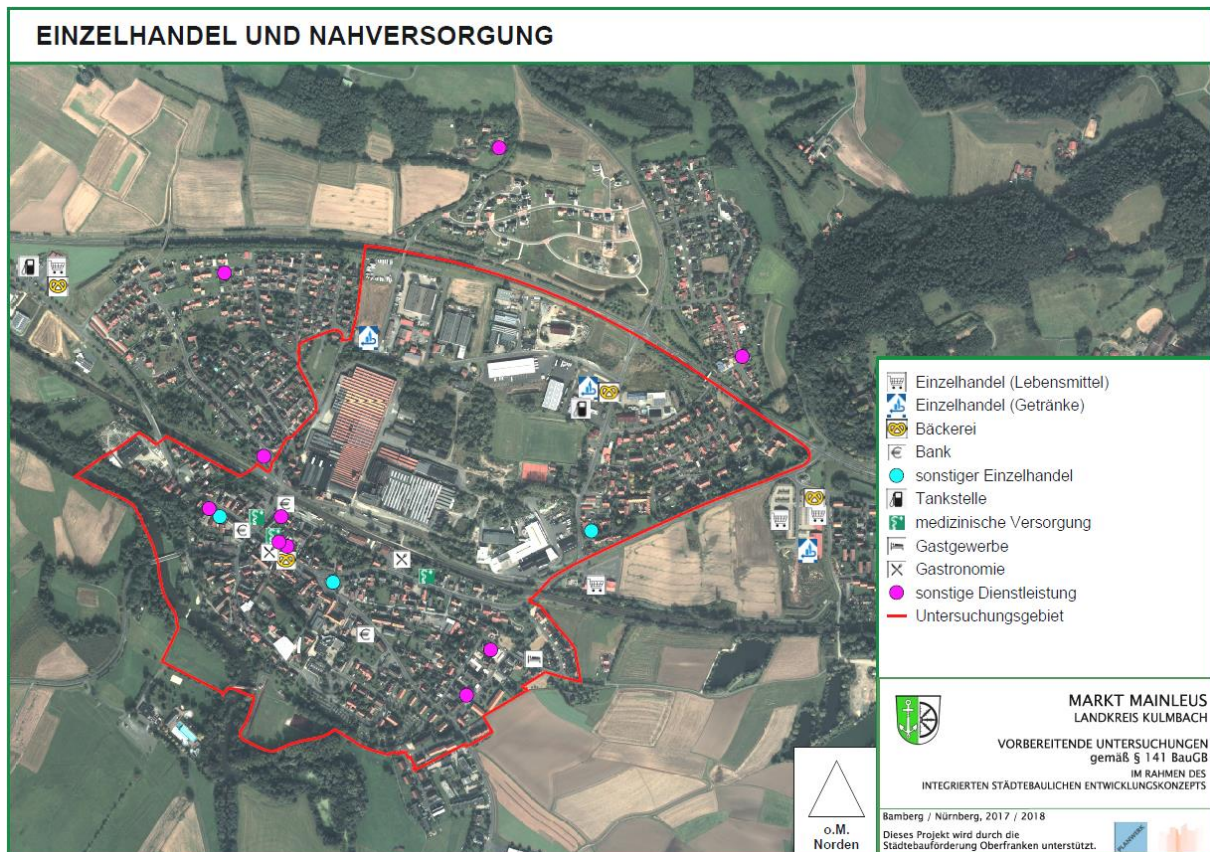 EINZELHANDEL UND NAHVERSORGUNG
Einzelhandel (Lebensmittel)
Einzelhandel (Getränke)
Bäckerei
€ Bank
sonstiger Einzelhandel
Tankstelle
medizinische Versorgung
Gastgewerbe
Gastronomie
sonstige Dienstleistung
Untersuchungsgebiet
MARKT MAINLEUS
LANDKREIS KULMBACH
VORBEREITENDE UNTERSUCHUNGEN
gemäß § 141 BauGB
IM RAHMEN DES
INTEGRIERTEN STÄDTEBAULICHEN ENTWICKLUNGSKONZEPTS
o.M.
Norden
Bamberg / Nürnberg, 2017 / 2018
Dieses Projekt wird durch die
Städtebauförderung Oberfranken unterstützt.
PLANWERK